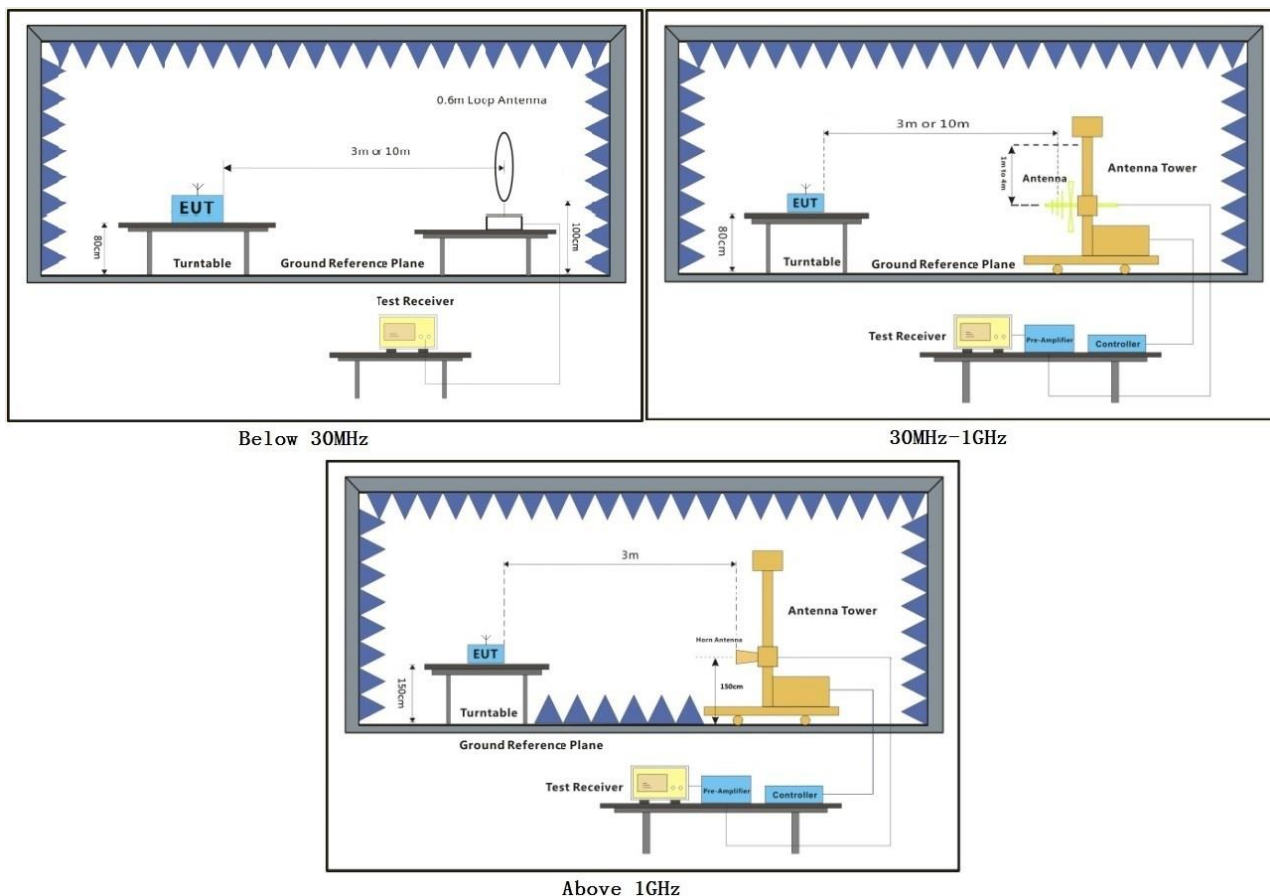 0.6m Loop Antenna
3m or 10m
EUT
80cm
100cm
Turntable
Ground Reference Plane
Test Receiver
Below 30MHz
3m or 10m
1m to 4m
Antenna
Antenna Tower
EUT
80cm
Turntable
Ground Reference Plane
Test Receiver
Pre-Amplifier
Controller
30MHz-1GHz
3m
Antenna Tower
Horn Antenna
EUT
150cm
150cm
Turntable
Ground Reference Plane
Test Receiver
Pre-Amplifier
Controller
Above 1GHz